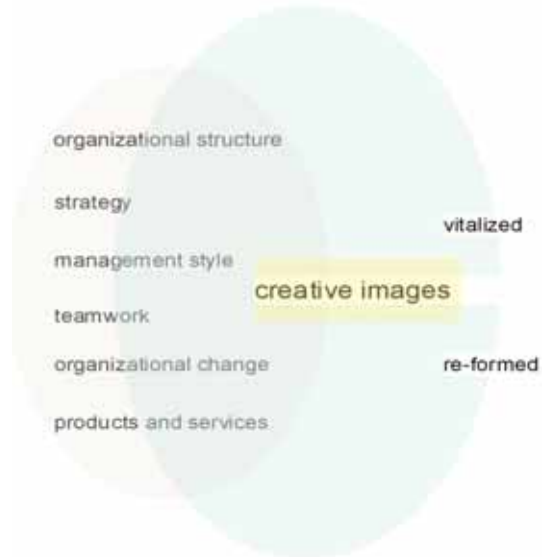 organizational structure
strategy
vitalized
management style
creative images
teamwork
organizational change
re-formed
products and services